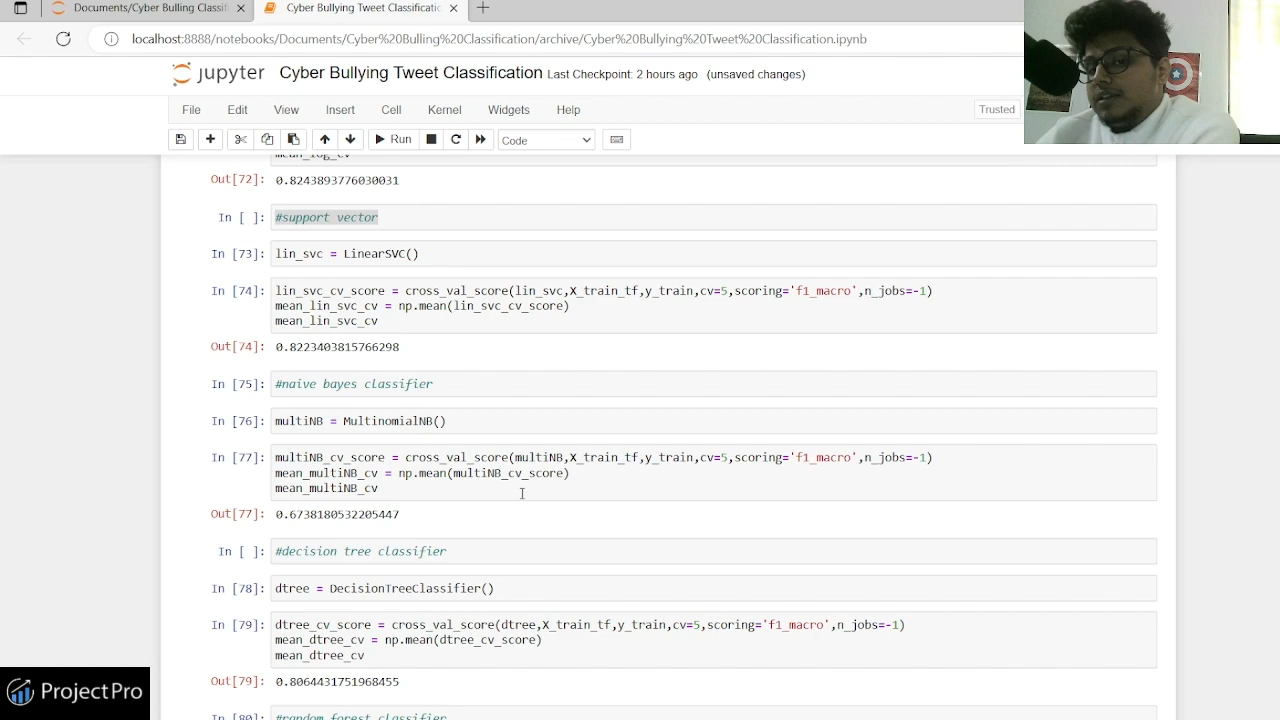 Documents/Cyber Bulling Classifi
Cyber Bullying Tweet Classificatio
localhost:8888/notebooks/Documents/Cyber%20Bulling%20Classification/archive/Cyber%20Bullying%20Tweet%20Classification.ipynb
jupyter Cyber Bullying Tweet Classification Last Checkpoint: 2 hours ago (unsaved changes)
File Edit View Insert Cell Kernel Widgets Help Trusted
Run Code
mean_log_cv
Out[72]: 0.8243893776030031
In [ ]: #support vector
In [73]: lin_svc = LinearSVC()
In [74]: lin_svc_cv_score = cross_val_score(lin_svc,X_train_tf,y_train,cv=5,scoring='f1_macro',n_jobs=-1)
mean_lin_svc_cv = np.mean(lin_svc_cv_score)
mean_lin_svc_cv
Out[74]: 0.8223403815766298
In [75]: #naive bayes classifier
In [76]: multiNB = MultinomialNB()
In [77]: multiNB_cv_score = cross_val_score(multiNB,X_train_tf,y_train,cv=5,scoring='f1_macro',n_jobs=-1)
mean_multiNB_cv = np.mean(multiNB_cv_score)
mean_multiNB_cv
Out[77]: 0.6738180532205447
In [ ]: #decision tree classifier
In [78]: dtree = DecisionTreeClassifier()
In [79]: dtree_cv_score = cross_val_score(dtree,X_train_tf,y_train,cv=5,scoring='f1_macro',n_jobs=-1)
mean_dtree_cv = np.mean(dtree_cv_score)
mean_dtree_cv
Out[79]: 0.8064431751968455
In [80]: #random forest classifier
ProjectPro